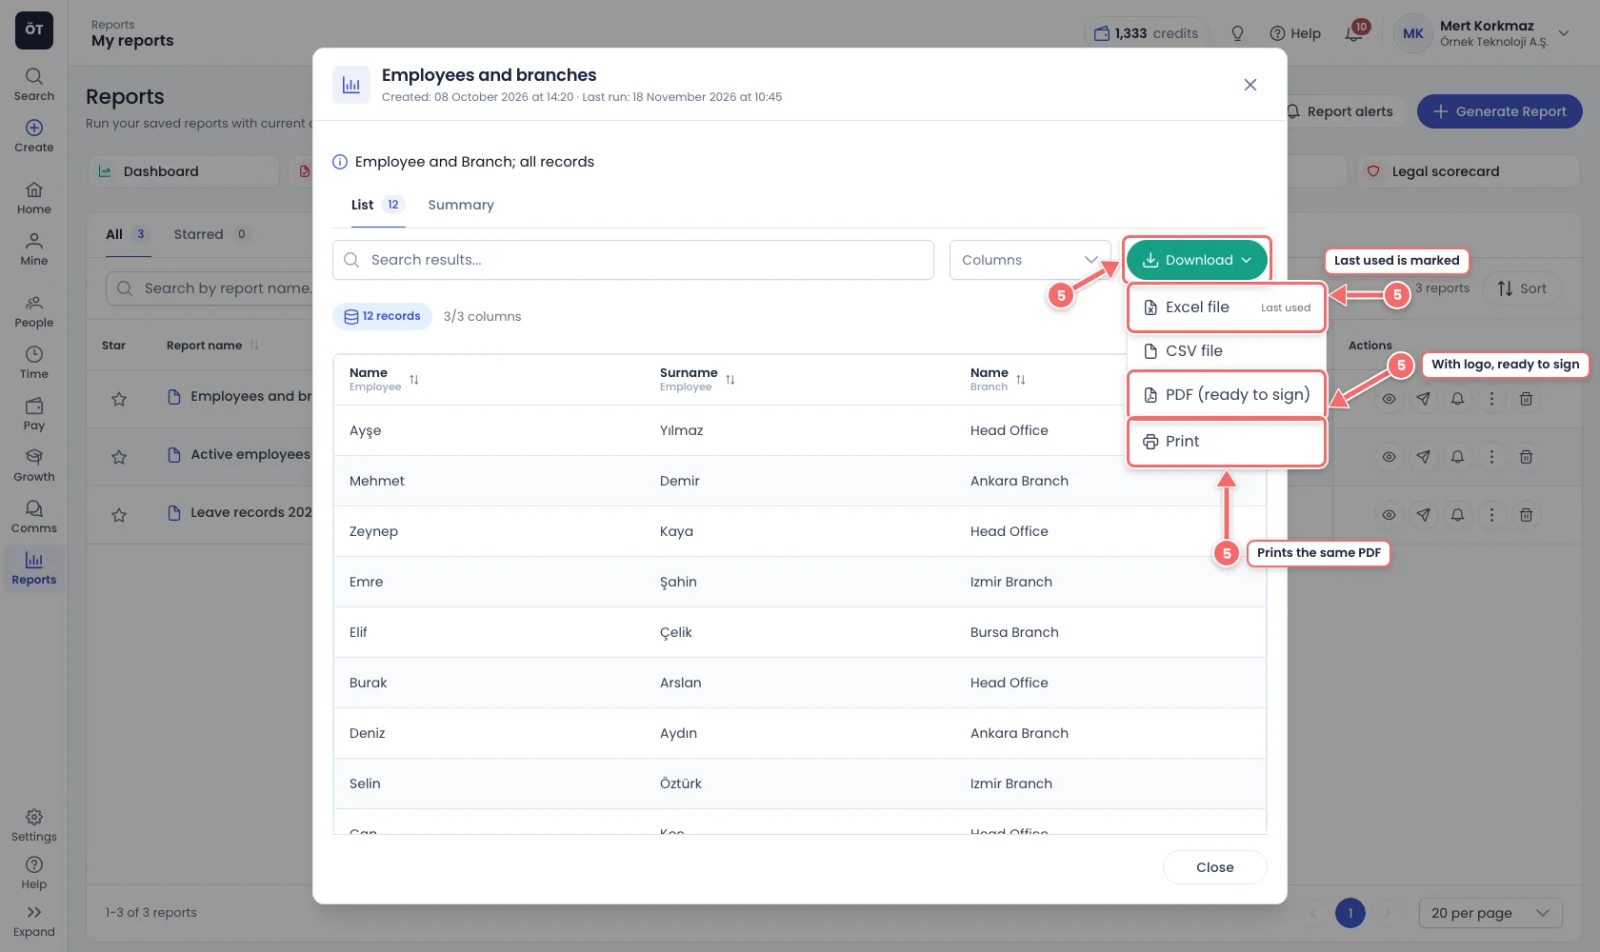 ÖT
Search
Create
Home
Mine
People
Time
Pay
Growth
Comms
Reports
Settings
Help
Expand
Reports
My reports
1,333 credits
Help
10
MK
Mert Korkmaz
Örnek Teknoloji A.Ş.
Reports
Run your saved reports with current
Report alerts
Generate Report
Dashboard
Legal scorecard
All 3
Starred 0
Search by report name.
3 reports
Sort
Star
Report name
Actions
Employees and br
Active employees
Leave records 202
1-3 of 3 reports
1
20 per page
Employees and branches
Created: 08 October 2026 at 14:20 · Last run: 18 November 2026 at 10:45
Employee and Branch; all records
List 12
Summary
Search results...
Columns
Download
Excel file Last used
CSV file
PDF (ready to sign)
Print
5
5 Last used is marked
5 With logo, ready to sign
5 Prints the same PDF
12 records
3/3 columns
Name Surname Name
Employee Employee Branch
Ayşe Yılmaz Head Office
Mehmet Demir Ankara Branch
Zeynep Kaya Head Office
Emre Şahin Izmir Branch
Elif Çelik Bursa Branch
Burak Arslan Head Office
Deniz Aydın Ankara Branch
Selin Öztürk Izmir Branch
Can Koç Head Office
Close